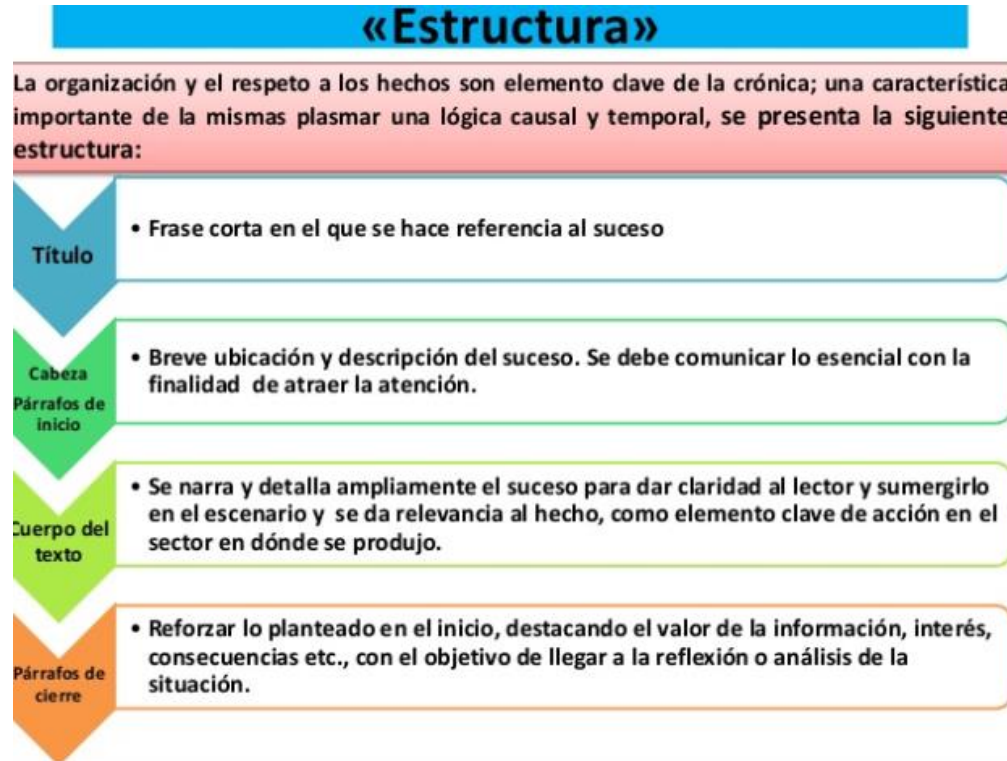 «Estructura»
La organización y el respeto a los hechos son elemento clave de la crónica; una característica
importante de la mismas plasmar una lógica causal y temporal, se presenta la siguiente
estructura:
Título
• Frase corta en el que se hace referencia al suceso
Cabeza
Párrafos de
inicio
• Breve ubicación y descripción del suceso. Se debe comunicar lo esencial con la
finalidad de atraer la atención.
Cuerpo del
texto
• Se narra y detalla ampliamente el suceso para dar claridad al lector y sumergirlo
en el escenario y se da relevancia al hecho, como elemento clave de acción en el
sector en dónde se produjo.
Párrafos de
cierre
• Reforzar lo planteado en el inicio, destacando el valor de la información, interés,
consecuencias etc., con el objetivo de llegar a la reflexión o análisis de la
situación.